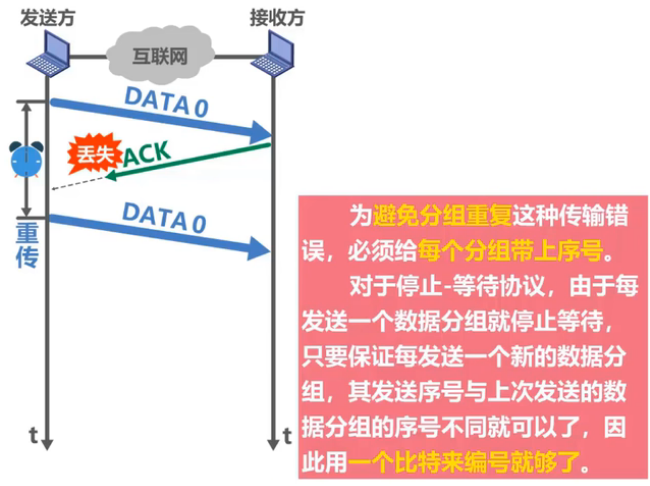 发送方
接收方
互联网
DATA 0
丢失
ACK
DATA 0
重传
t
t
为避免分组重复这种传输错
误，必须给每个分组带上序号。
对于停止-等待协议，由于每
发送一个数据分组就停止等待，
只要保证每发送一个新的数据分
组，其发送序号与上次发送的数
据分组的序号不同就可以了，因
此用一个比特来编号就够了。